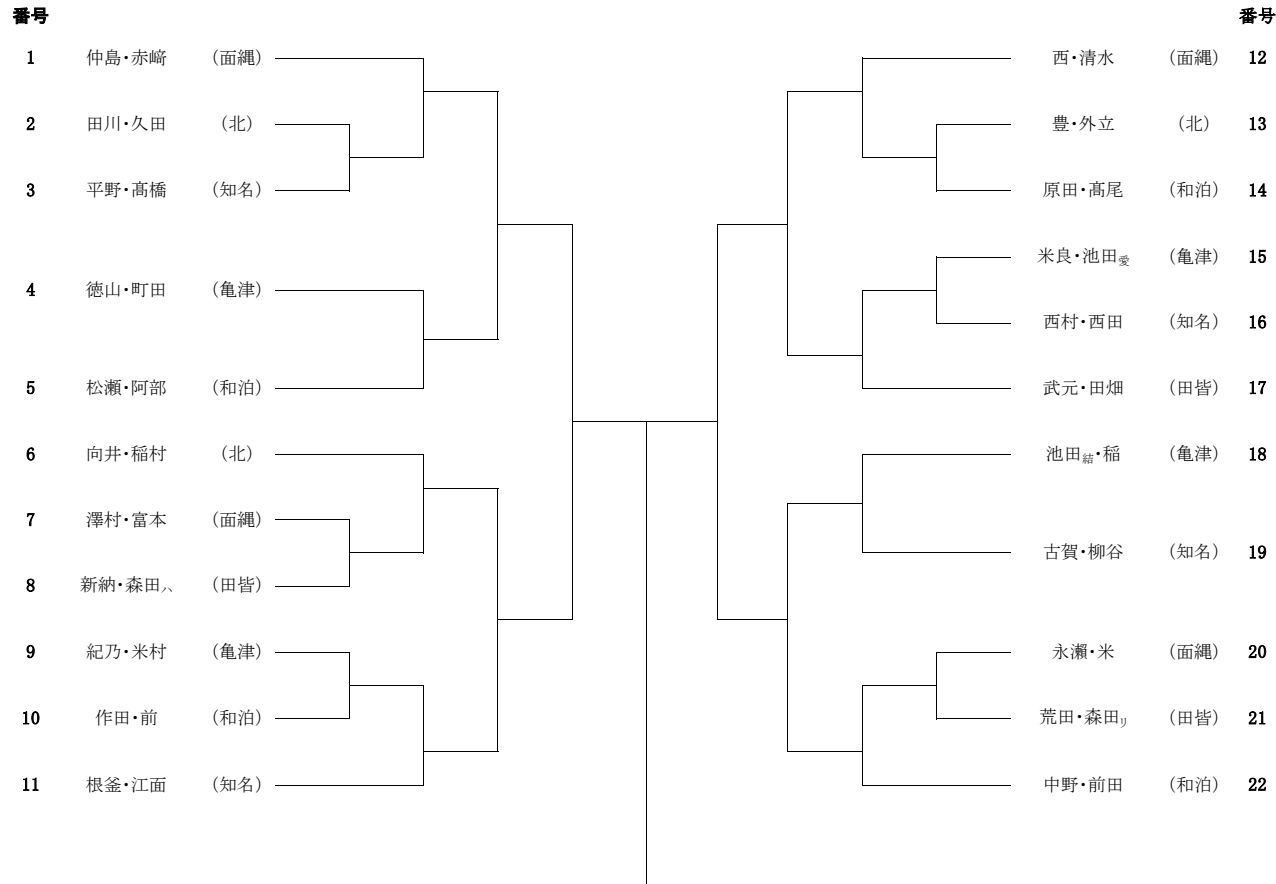 番号 番号
1 仲島・赤﨑 (面縄) 西・清水 (面縄) 12
2 田川・久田 (北) 豊・外立 (北) 13
3 平野・髙橋 (知名) 原田・髙尾 (和泊) 14
米良・池田愛 (亀津) 15
4 徳山・町田 (亀津)
西村・西田 (知名) 16
5 松瀬・阿部 (和泊) 武元・田畑 (田皆) 17
6 向井・稲村 (北) 池田結・稲 (亀津) 18
7 澤村・富本 (面縄)
古賀・柳谷 (知名) 19
8 新納・森田ハ、 (田皆)
9 紀乃・米村 (亀津) 永瀬・米 (面縄) 20
10 作田・前 (和泊) 荒田・森田リ (田皆) 21
11 根釜・江面 (知名) 中野・前田 (和泊) 22